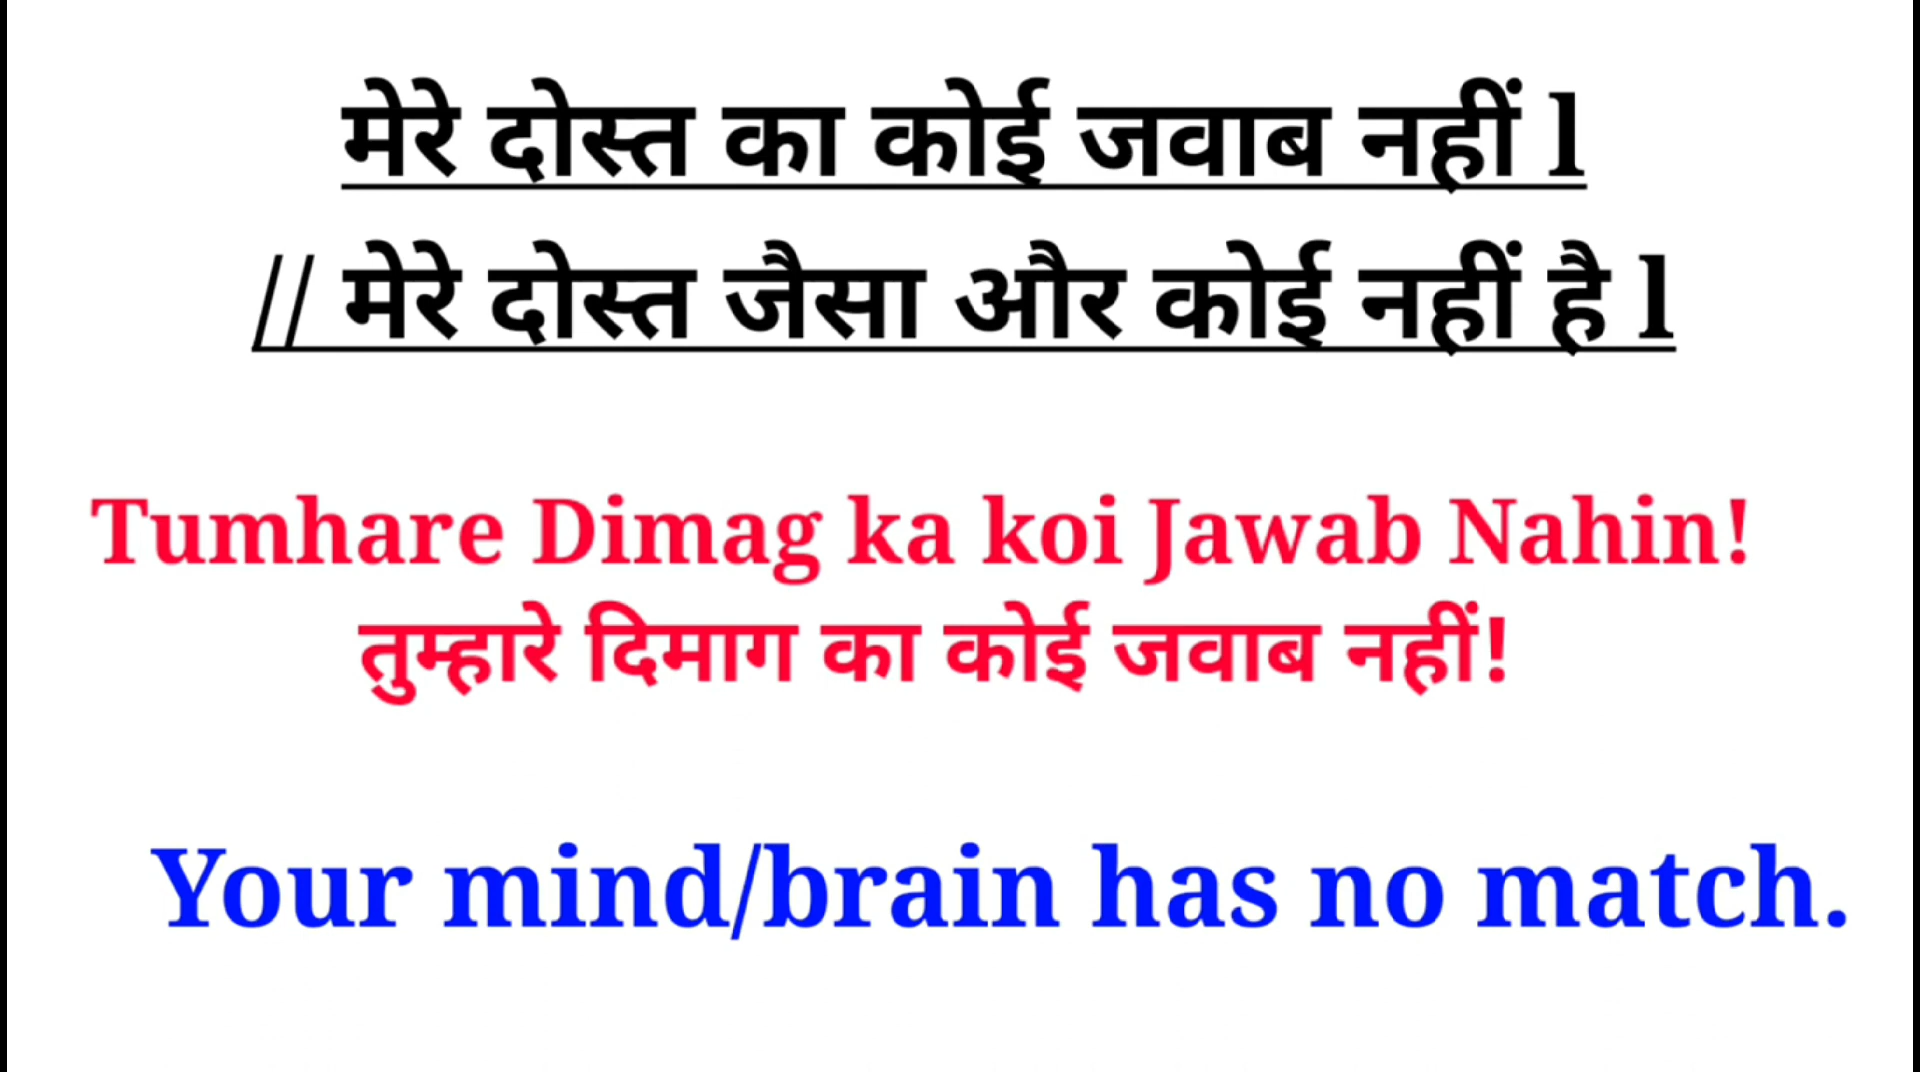 मेरे दोस्त का कोई जवाब नहीं l
// मेरे दोस्त जैसा और कोई नहीं है l
Tumhare Dimag ka koi Jawab Nahin!
तुम्हारे दिमाग का कोई जवाब नहीं!
Your mind/brain has no match.